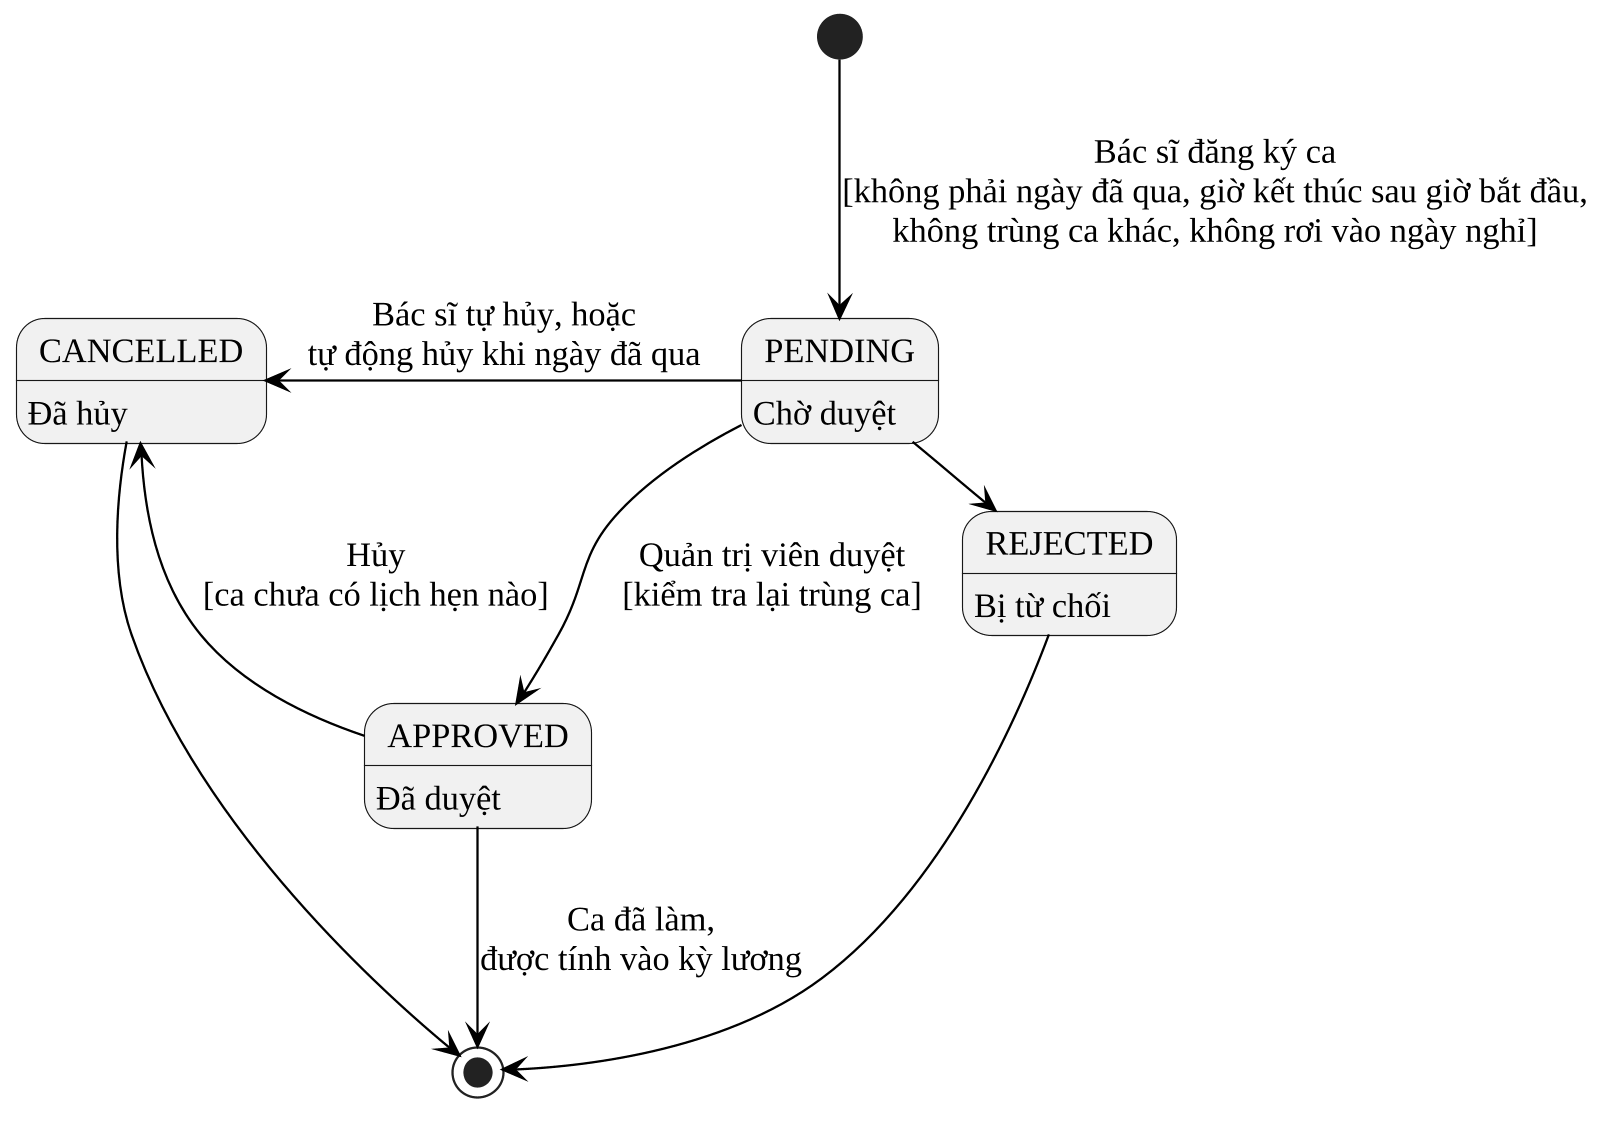 Bác sĩ đăng ký ca
[không phải ngày đã qua, giờ kết thúc sau giờ bắt đầu,
không trùng ca khác, không rơi vào ngày nghỉ]
Bác sĩ tự hủy, hoặc
tự động hủy khi ngày đã qua
CANCELLED
Đã hủy
PENDING
Chờ duyệt
Hủy
[ca chưa có lịch hẹn nào]
Quản trị viên duyệt
[kiểm tra lại trùng ca]
REJECTED
Bị từ chối
APPROVED
Đã duyệt
Ca đã làm,
được tính vào kỳ lương